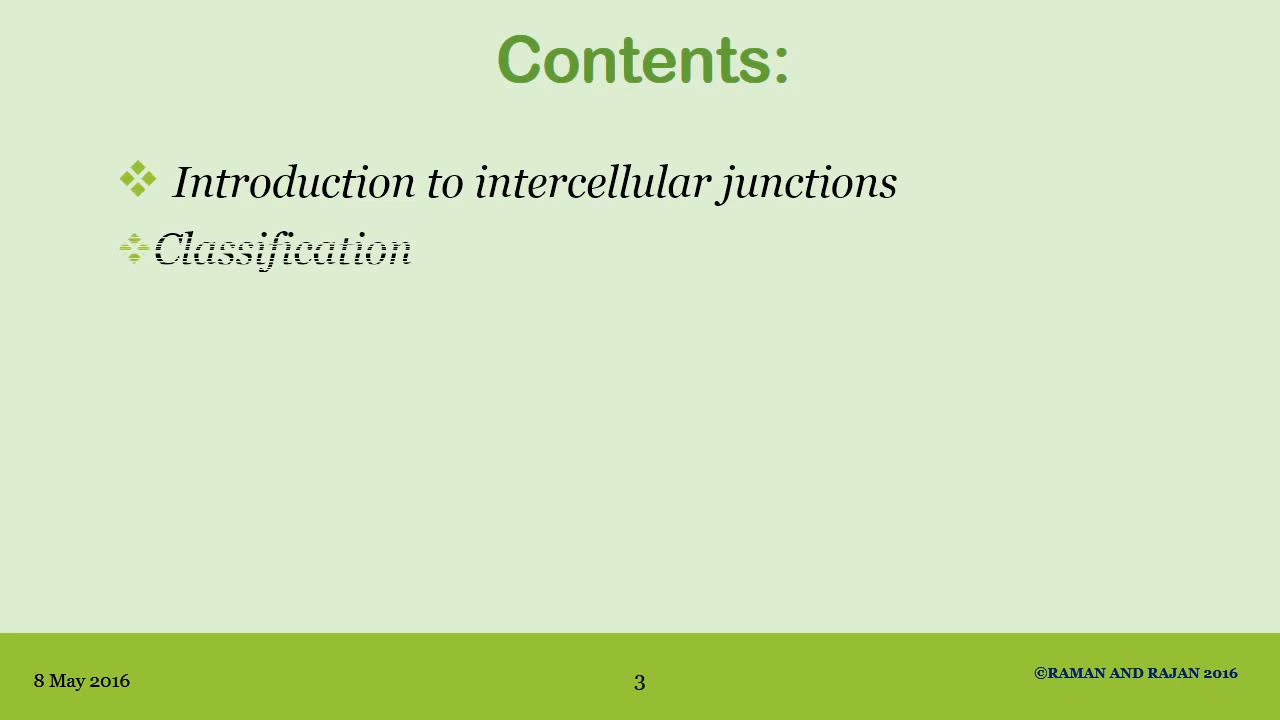 Contents:
Introduction to intercellular junctions
Classification
8 May 2016
3
©RAMAN AND RAJAN 2016